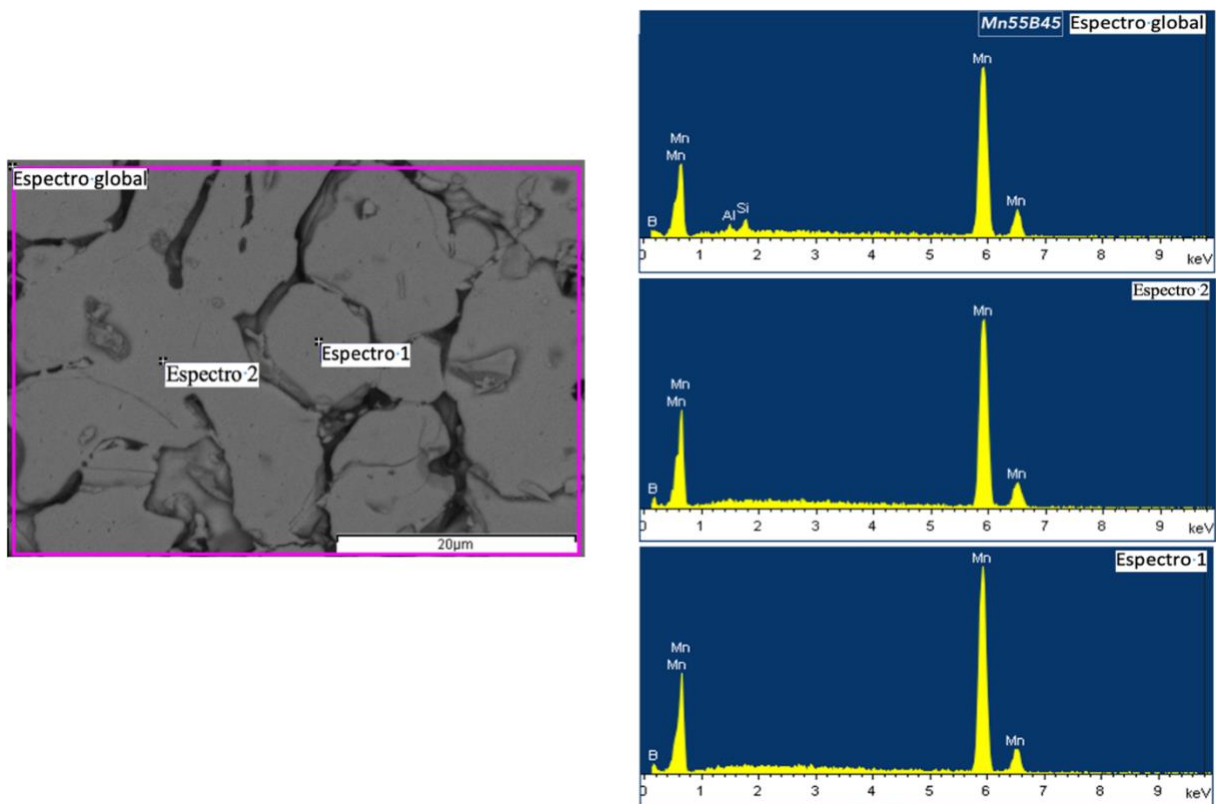 Espectro·global
Espectro·1
Espectro·2
20µm
Mn55B45 Espectro·global
Mn
Mn
Mn
Si
Al
Mn
B
0 1 2 3 4 5 6 7 8 9 keV
Espectro·2
Mn
Mn
Mn
Mn
B
0 1 2 3 4 5 6 7 8 9 keV
Espectro·1
Mn
Mn
Mn
Mn
B
0 1 2 3 4 5 6 7 8 9 keV